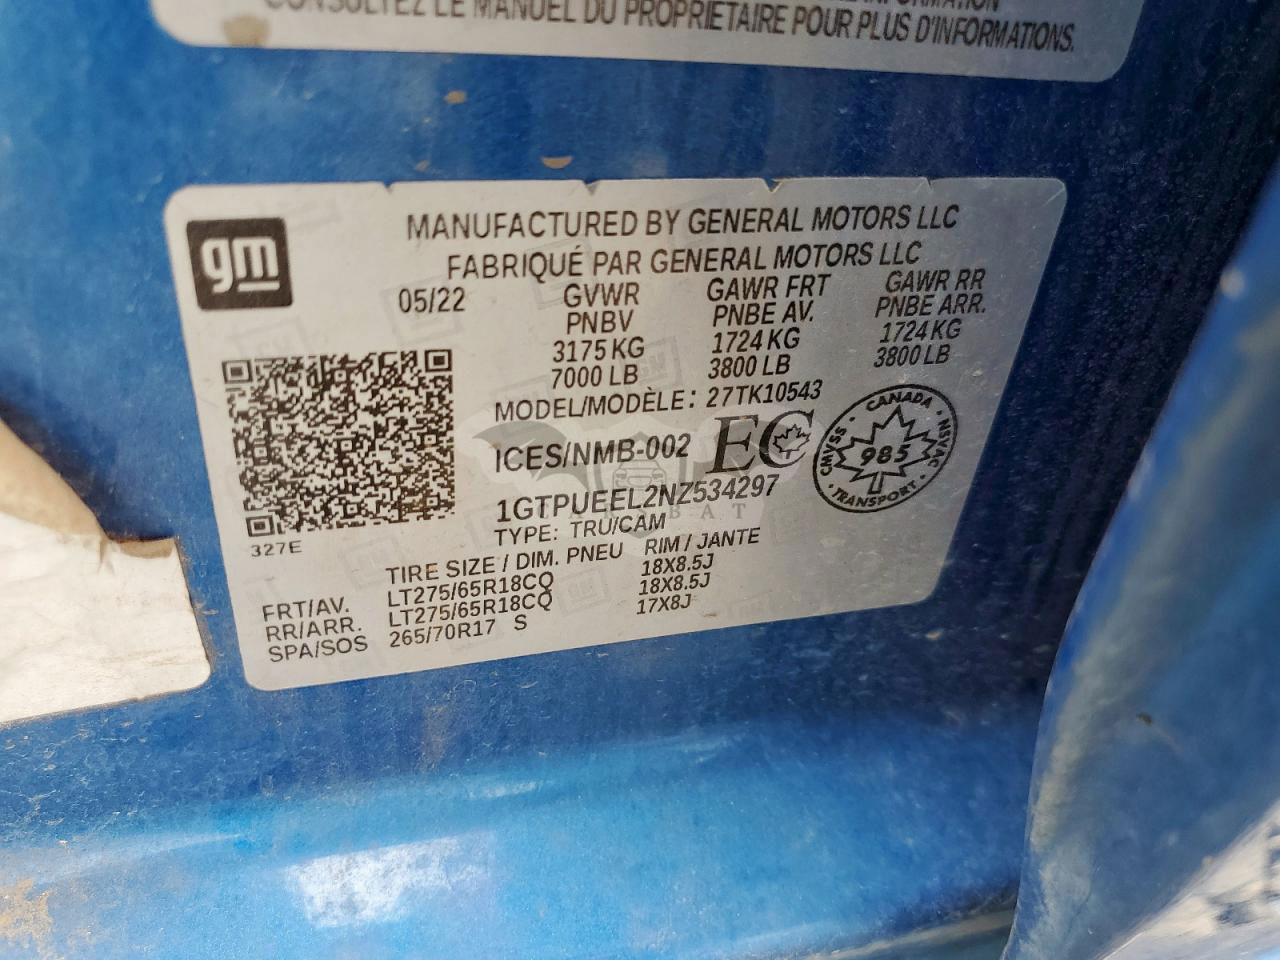 CONSULTEZ LE MANUEL DU PROPRIETAIRE POUR PLUS D'INFORMATIONS.
gm
MANUFACTURED BY GENERAL MOTORS LLC
FABRIQUÉ PAR GENERAL MOTORS LLC
05/22 GVWR GAWR FRT GAWR RR
PNBV PNBE AV. PNBE ARR.
3175 KG 1724 KG 1724 KG
7000 LB 3800 LB 3800 LB
MODEL/MODÈLE: 27TK10543
ICES/NMB-002 EC
CANADA
CMVSS 985 NSVAC
TRANSPORT
1GTPUEEL2NZ534297
TYPE: TRU/CAM
327E
TIRE SIZE / DIM. PNEU RIM / JANTE
FRT/AV. LT275/65R18CQ 18X8.5J
RR/ARR. LT275/65R18CQ 18X8.5J
SPA/SOS 265/70R17 S 17X8J